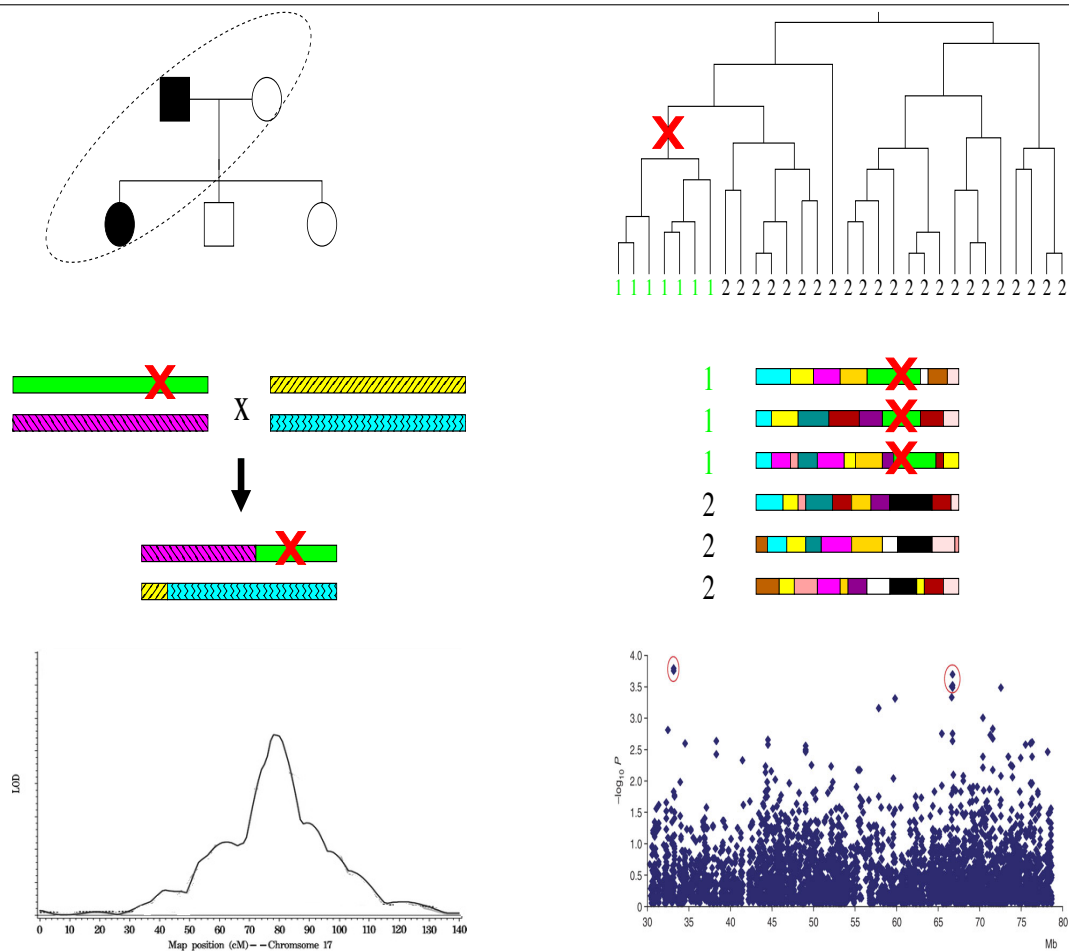 X
1 1 1 1 1 1 1 2 2 2 2 2 2 2 2 2 2 2 2 2 2 2 2 2 2 2 2 2 2 2
X
X
X
1 X
1 X
1 X
2
2
2
LOD
0 10 20 30 40 50 60 70 80 90 100 110 120 130 140
Map position (cM)--Chromsome 17
4.0
3.5
3.0
2.5
2.0
1.5
1.0
0.5
0
−log10 P
30 35 40 45 50 55 60 65 70 75 80
Mb